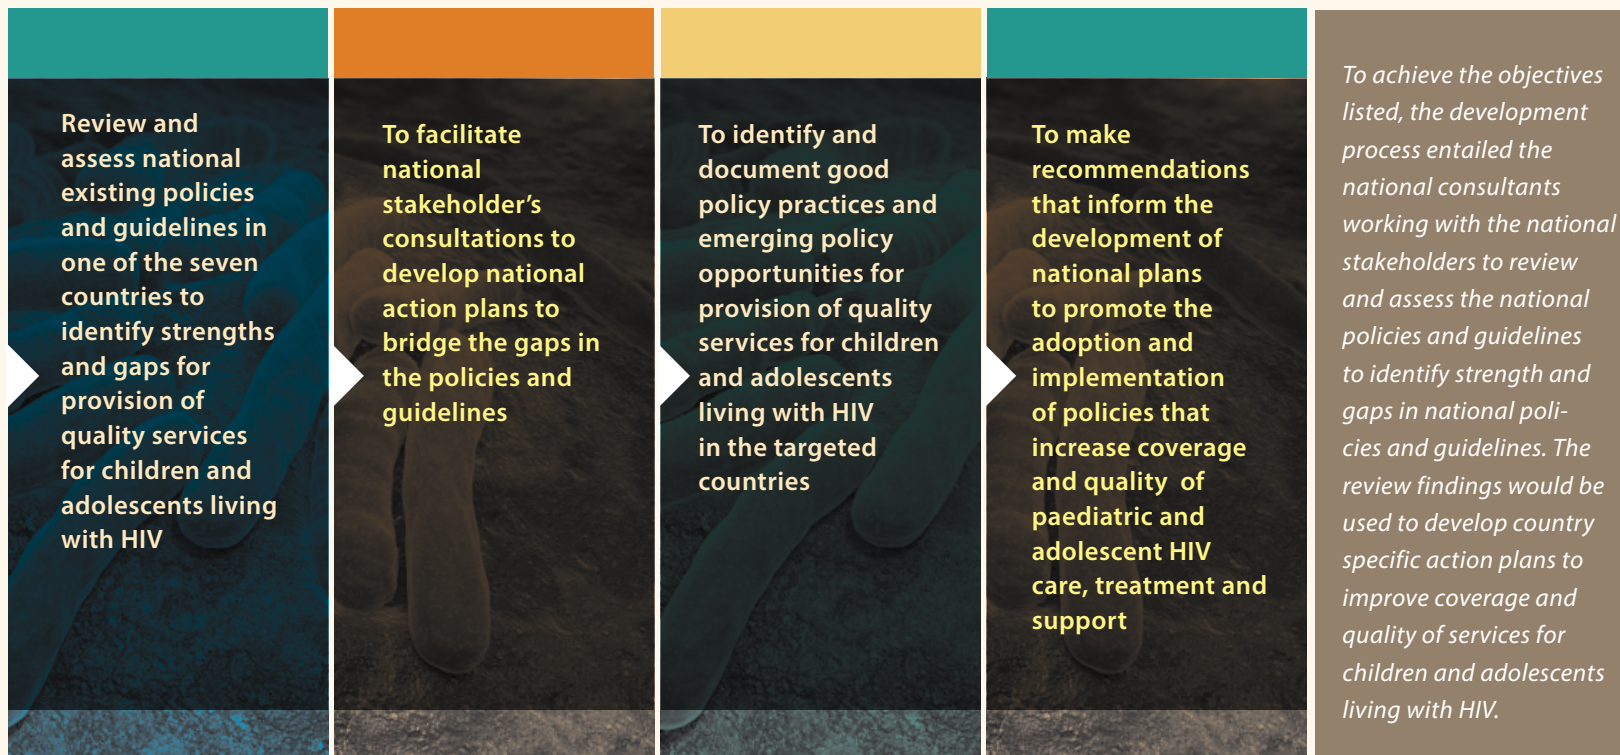 Review and
assess national
existing policies
and guidelines in
one of the seven
countries to
identify strengths
and gaps for
provision of
quality services
for children and
adolescents living
with HIV
To facilitate
national
stakeholder’s
consultations to
develop national
action plans to
bridge the gaps in
the policies and
guidelines
To identify and
document good
policy practices and
emerging policy
opportunities for
provision of quality
services for children
and adolescents
living with HIV
in the targeted
countries
To make
recommendations
that inform the
development of
national plans
to promote the
adoption and
implementation
of policies that
increase coverage
and quality  of
paediatric and
adolescent HIV
care, treatment and
support
To achieve the objectives
listed, the development
process entailed the
national consultants
working with the national
stakeholders to review
and assess the national
policies and guidelines
to identify strength and
gaps in national poli-
cies and guidelines. The
review findings would be
used to develop country
specific action plans to
improve coverage and
quality of services for
children and adolescents
living with HIV.